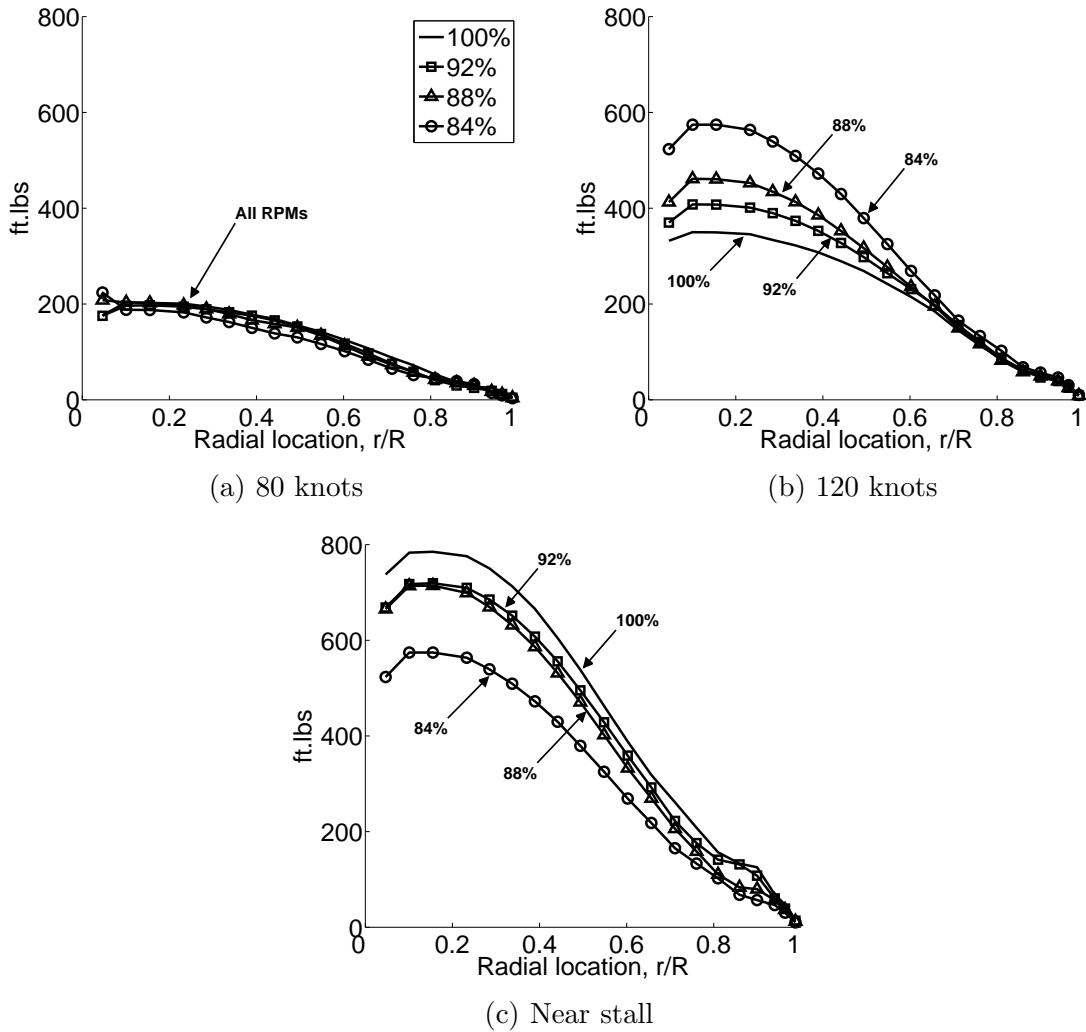 800
600
400
200
0
ft.lbs
0 0.2 0.4 0.6 0.8 1
Radial location, r/R
100%
92%
88%
84%
All RPMs
(a) 80 knots
800
600
400
200
0
ft.lbs
0 0.2 0.4 0.6 0.8 1
Radial location, r/R
88%
84%
100%
92%
(b) 120 knots
800
600
400
200
0
ft.lbs
0 0.2 0.4 0.6 0.8 1
Radial location, r/R
92%
100%
84%
88%
(c) Near stall